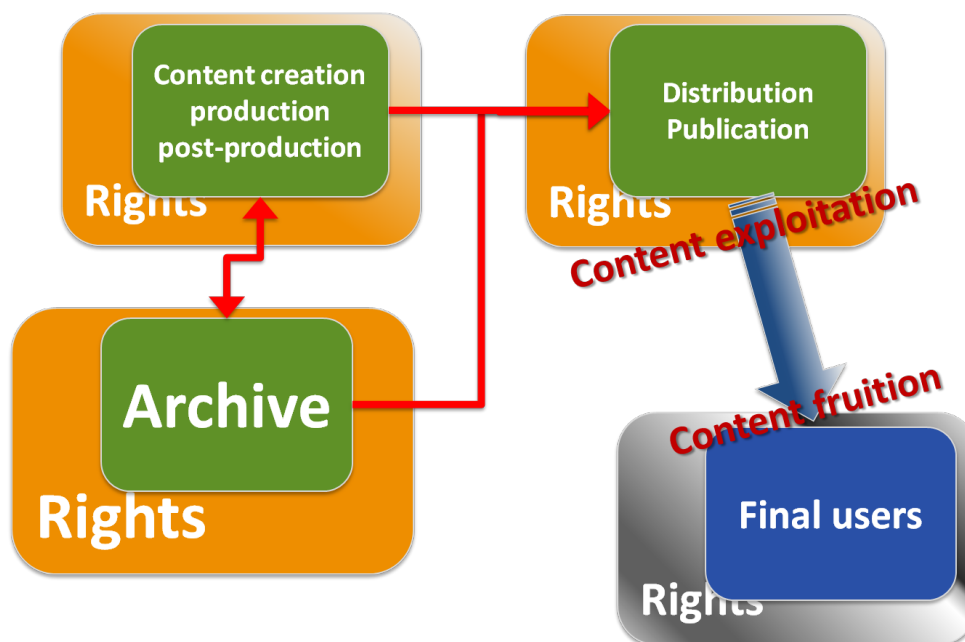 Content creation
production
post-production
Rights
Distribution
Publication
Rights
Content exploitation
Archive
Rights
Content fruition
Final users
Rights